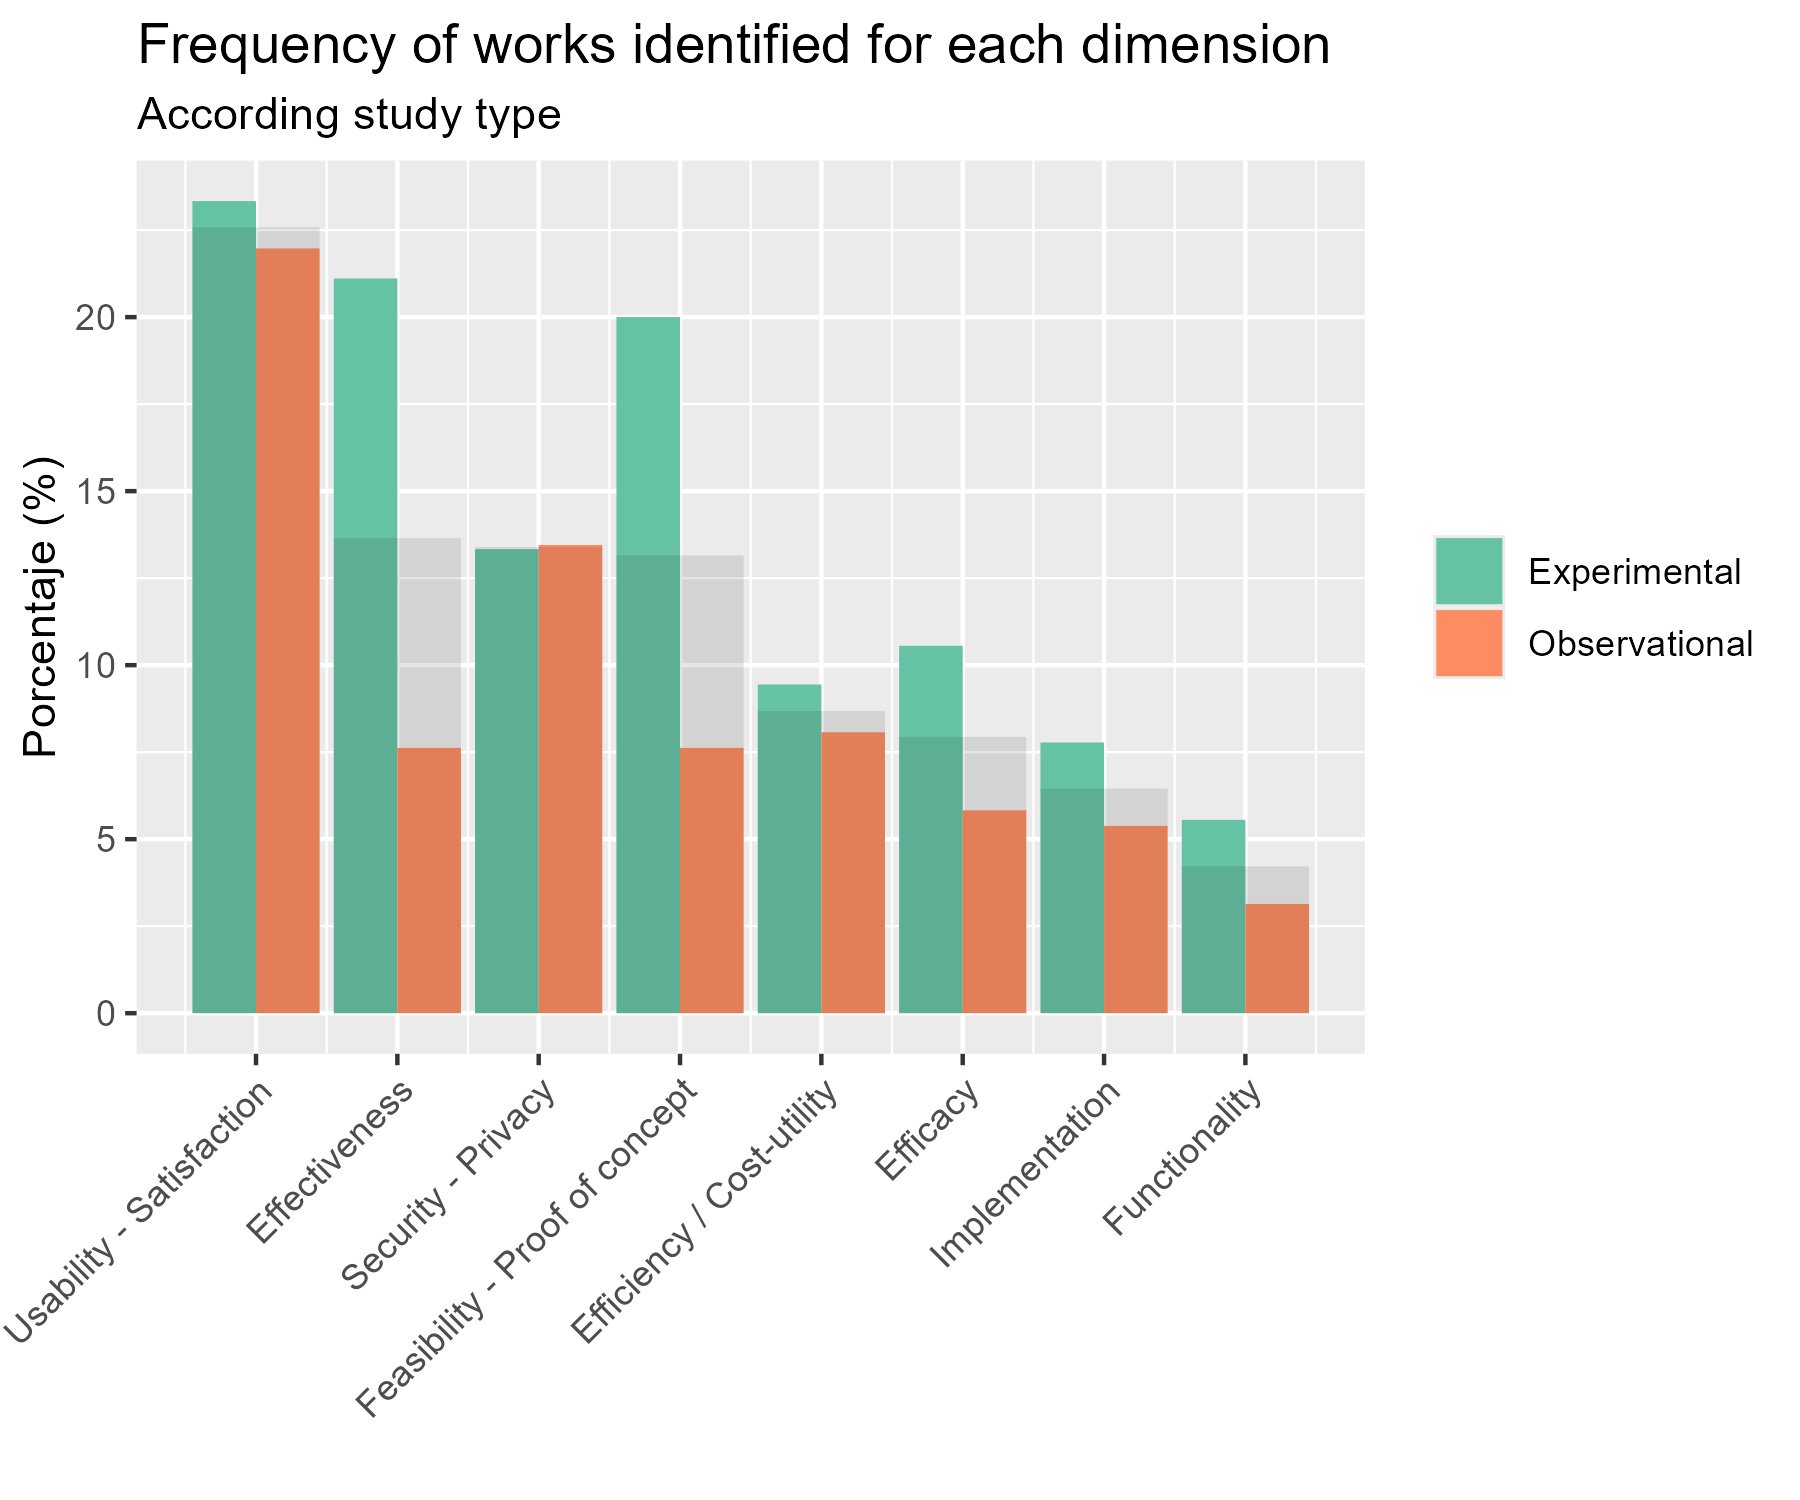 Frequency of works identified for each dimension
According study type
Porcentaje (%)
20
15
10
5
0
Usability - Satisfaction
Effectiveness
Security - Privacy
Feasibility - Proof of concept
Efficiency / Cost-utility
Efficacy
Implementation
Functionality
Experimental
Observational